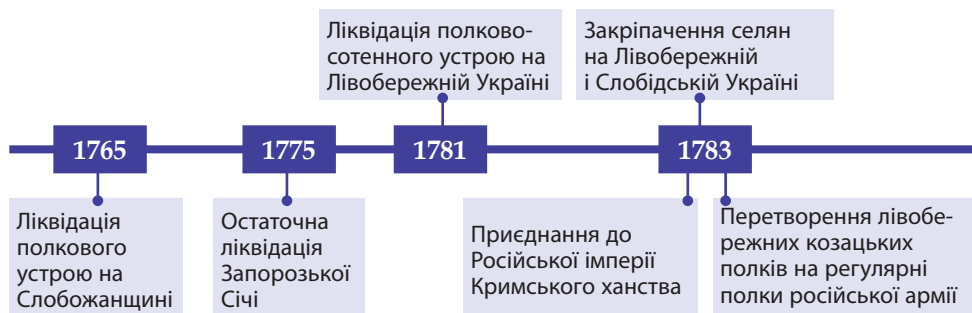 Ліквідація полково-
сотенного устрою на
Лівобережній Україні
Закріпачення селян
на Лівобережній
і Слобідській Україні
1765
1775
1781
1783
Ліквідація
полкового
устрою на
Слобожанщині
Остаточна
ліквідація
Запорозької
Січі
Приєднання до
Російської імперії
Кримського ханства
Перетворення лівобе-
режних козацьких
полків на регулярні
полки російської армії